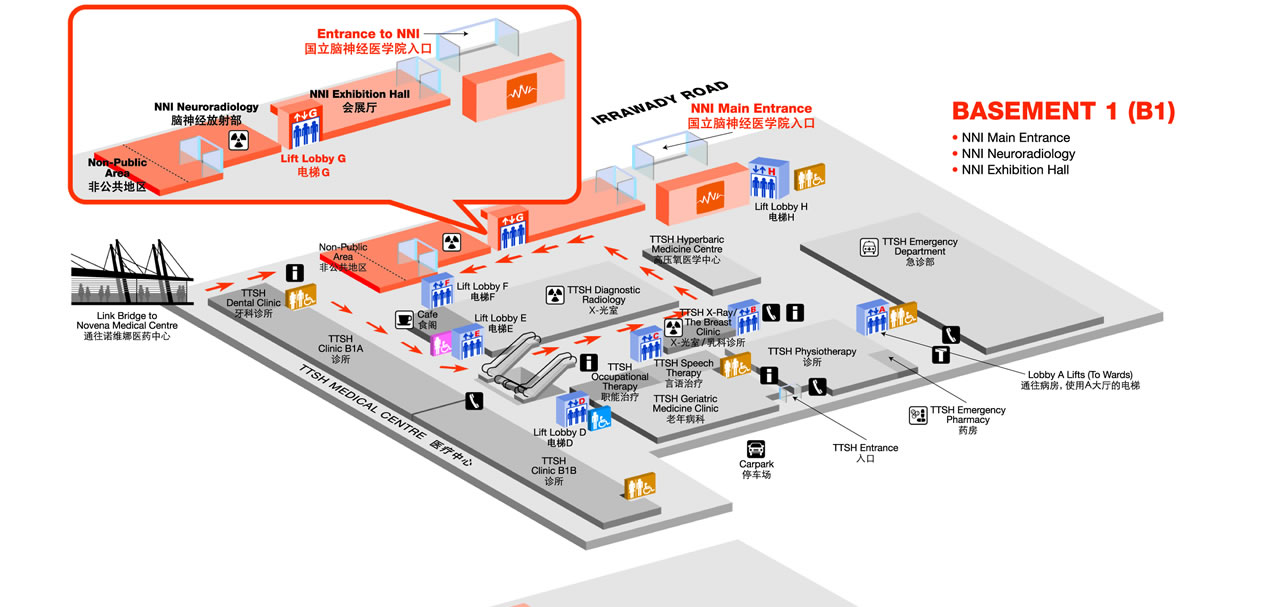 Entrance to NNI
国立脑神经医学院入口
NNI Exhibition Hall
会展厅
NNI Neuroradiology
脑神经放射部
G
Lift Lobby G
电梯G
Non-Public
Area
非公共地区
IRRAWADY ROAD
NNI Main Entrance
国立脑神经医学院入口
BASEMENT 1 (B1)
• NNI Main Entrance
• NNI Neuroradiology
• NNI Exhibition Hall
H
Lift Lobby H
电梯H
G
Non-Public
Area
非公共地区
TTSH Hyperbaric
Medicine Centre
高压氧医学中心
TTSH Emergency
Department
急诊部
Link Bridge to
Novena Medical Centre
通往诺维娜医药中心
i
TTSH
Dental Clinic
牙科诊所
F
Lift Lobby F
电梯F
TTSH Diagnostic
Radiology
X-光室
Cafe
食阁
Lift Lobby E
电梯E
E
TTSH
Clinic B1A
诊所
B
i
TTSH X-Ray/
The Breast
Clinic
X-光室/乳科诊所
C
A
TTSH Physiotherapy
诊所
i
TTSH
Occupational
Therapy
职能治疗
TTSH Speech
Therapy
言语治疗
i
TTSH Geriatric
Medicine Clinic
老年病科
T
Lobby A Lifts (To Wards)
通往病房, 使用A大厅的电梯
TTSH Emergency
Pharmacy
药房
TTSH MEDICAL CENTRE 医疗中心
D
Lift Lobby D
电梯D
TTSH Entrance
入口
Carpark
停车场
TTSH
Clinic B1B
诊所